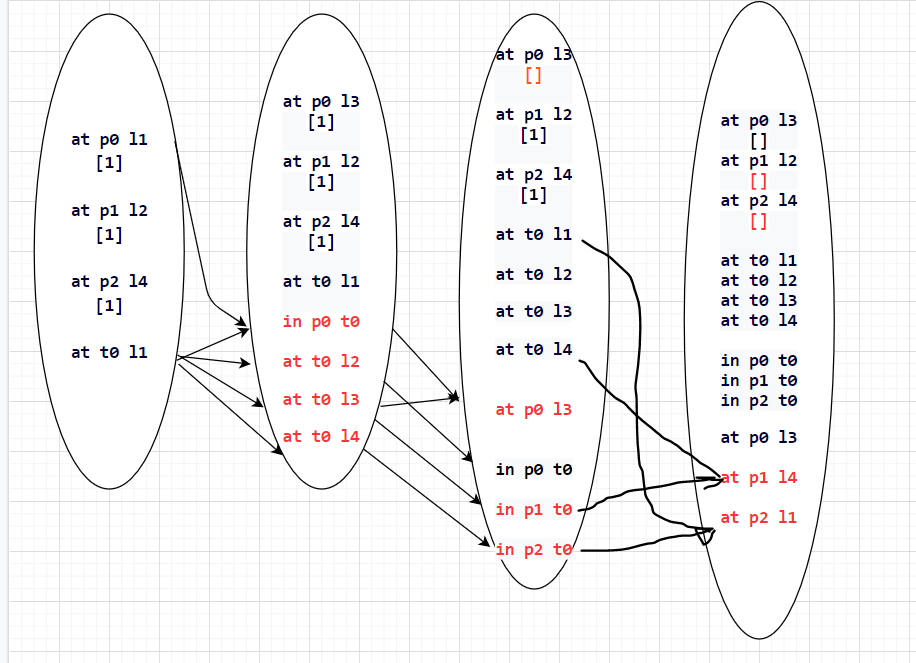 at p0 l1
[1]
at p1 l2
[1]
at p2 l4
[1]
at t0 l1
at p0 l3
[1]
at p1 l2
[1]
at p2 l4
[1]
at t0 l1
in p0 t0
at t0 l2
at t0 l3
at t0 l4
at p0 l3
[]
at p1 l2
[1]
at p2 l4
[1]
at t0 l1
at t0 l2
at t0 l3
at t0 l4
at p0 l3
in p0 t0
in p1 t0
in p2 t0
at p0 l3
[]
at p1 l2
[]
at p2 l4
[]
at t0 l1
at t0 l2
at t0 l3
at t0 l4
in p0 t0
in p1 t0
in p2 t0
at p0 l3
at p1 l4
at p2 l1